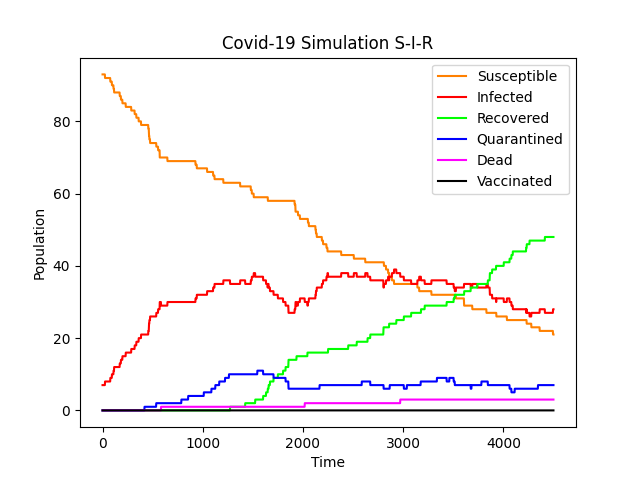 Covid-19 Simulation S-I-R
Susceptible
Infected
Recovered
Quarantined
Dead
Vaccinated
Population
80
60
40
20
0
0 1000 2000 3000 4000
Time